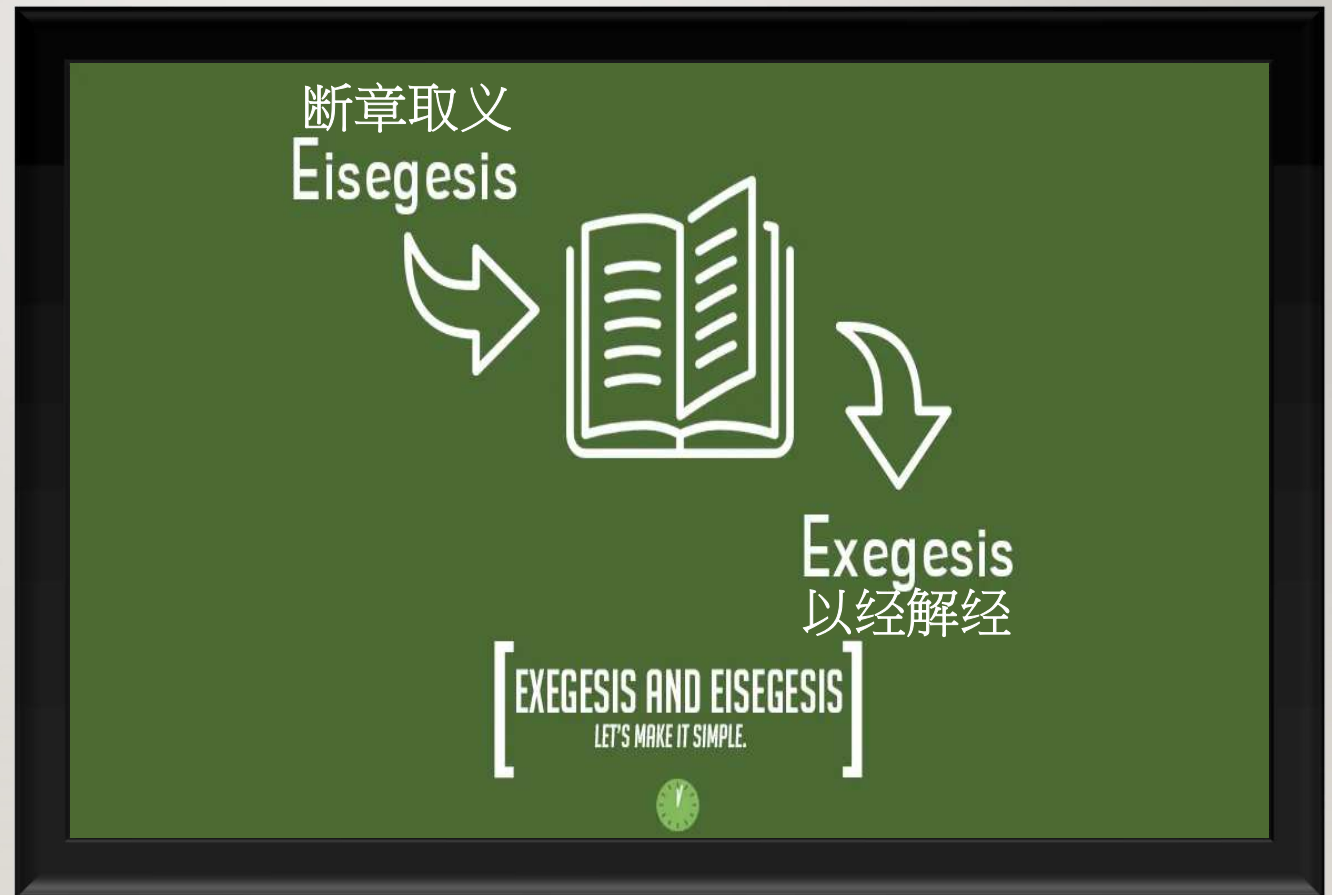 断章取义
Eisegesis
Exegesis
以经解经
EXEGESIS AND EISEGESIS
LET'S MAKE IT SIMPLE.